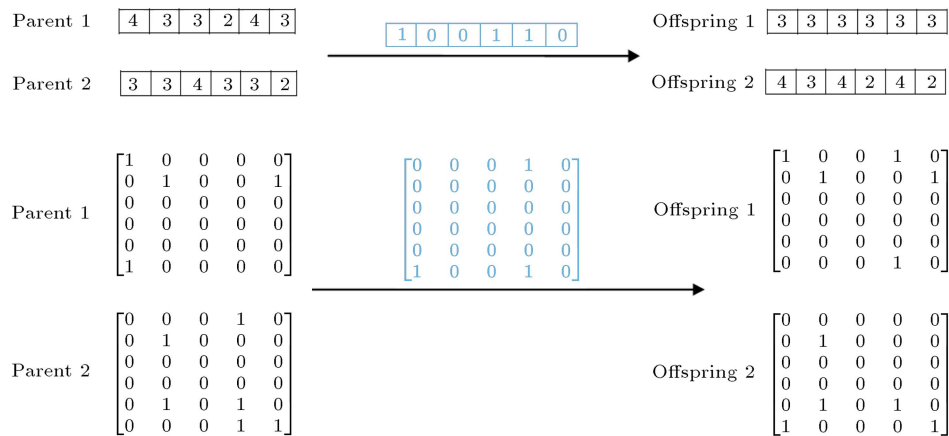 Parent 1 4 3 3 2 4 3 1 0 0 1 1 0 Offspring 1 3 3 3 3 3 3
Parent 2 3 3 4 3 3 2 Offspring 2 4 3 4 2 4 2
Parent 1
1 0 0 0 0
0 1 0 0 1
0 0 0 0 0
0 0 0 0 0
0 0 0 0 0
1 0 0 0 0
0 0 0 1 0
0 0 0 0 0
0 0 0 0 0
0 0 0 0 0
0 0 0 0 0
1 0 0 1 0
Offspring 1
1 0 0 1 0
0 1 0 0 1
0 0 0 0 0
0 0 0 0 0
0 0 0 0 0
0 0 0 1 0
Parent 2
0 0 0 1 0
0 1 0 0 0
0 0 0 0 0
0 0 0 0 0
0 1 0 1 0
0 0 0 1 1
Offspring 2
0 0 0 0 0
0 1 0 0 0
0 0 0 0 0
0 0 0 0 0
0 1 0 1 0
1 0 0 0 1